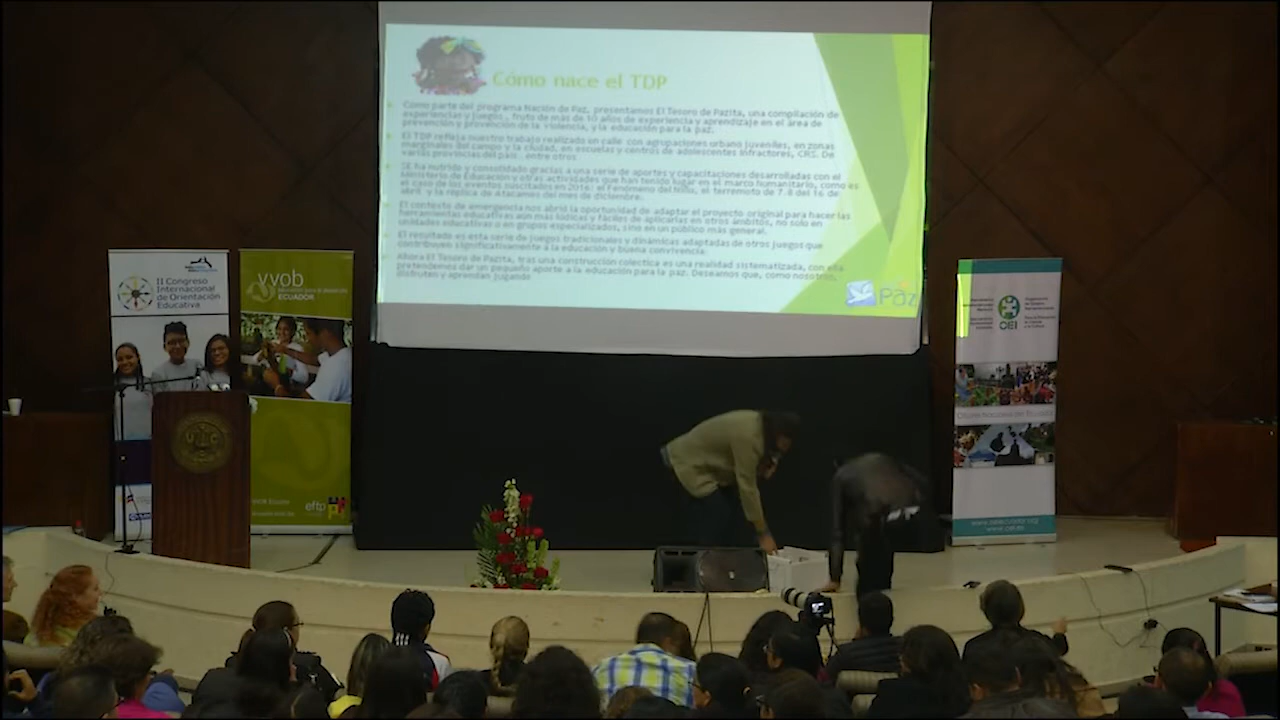 Cómo nace el TDP
Como parte del programa Nación de Paz, presentamos El Tesoro de Pazita, una compilación de
experiencias y juegos , fruto de más de 10 años de experiencia y aprendizaje en el área de
prevención y provención de la violencia, y la educación para la paz.
El TDP refleja nuestro trabajo realizado en calle con agrupaciones urbano juveniles, en zonas
marginales del campo y la ciudad, en escuelas y centros de adolescentes infractores, CRS. De
varias provincias del país.. entre otros
SE ha nutrido y consolidado gracias a una serie de aportes y capacitaciones desarrolladas con el
Ministerio de Educación y otras actividades que han tenido lugar en el marco humanitario, como es
el caso de los eventos suscitados en 2016: el Fenómeno del Niño, el terremoto de 7.8 del 16 de
abril y la réplica de Atacames del mes de diciembre.
El contexto de emergencia nos abrió la oportunidad de adaptar el proyecto original para hacer las
herramientas educativas aún más lúdicas y fáciles de aplicarlas en otros ámbitos, no solo en
unidades educativas o en grupos especializados, sino en un público más general.
El resultado es esta serie de juegos tradicionales y dinámicas adaptadas de otros juegos que
contribuyen significativamente a la educación y buena convivencia.
Ahora El Tesoro de Pazita, tras una construcción colectiva es una realidad sistematizada, con
pretendemos dar un pequeño aporte a la educación para la paz. Deseamos que, como nosotros,
disfruten y aprendan jugando
Paz
II Congreso
Internacional
de Orientación
Educativa
vvob
ECUADOR
eftp
OEI